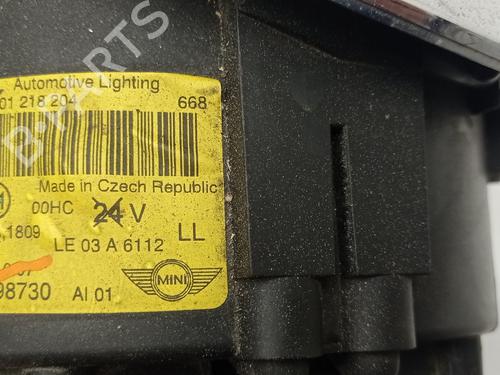 B-PARTS
Automotive Lighting
01 218 204
668
Made in Czech Republic
00HC 24 V
1809
LE 03 A 6112
LL
98730
AI 01
MINI